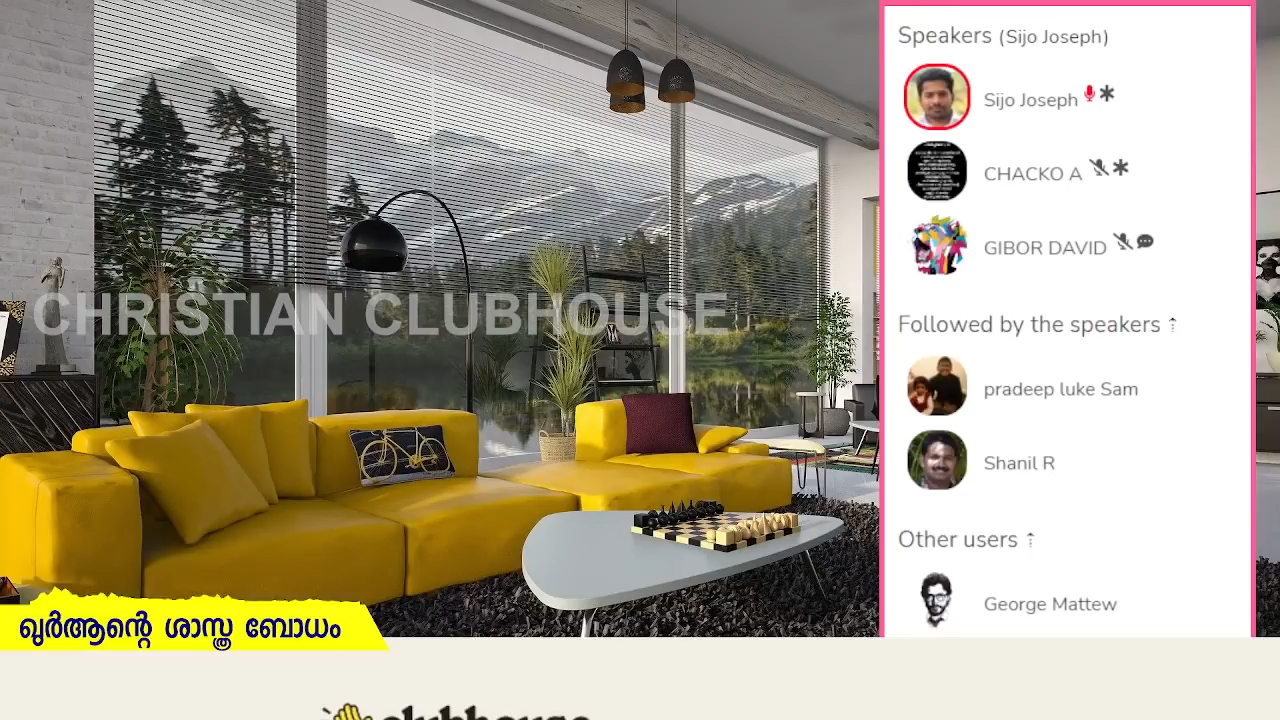 Speakers (Sijo Joseph)
Sijo Joseph
CHACKO A
GIBOR DAVID
Followed by the speakers
pradeep luke Sam
Shanil R
Other users
George Mattew
CHRISTIAN CLUBHOUSE
ഖുർആന്റെ ശാസ്ത്ര ബോധം
clubhouse